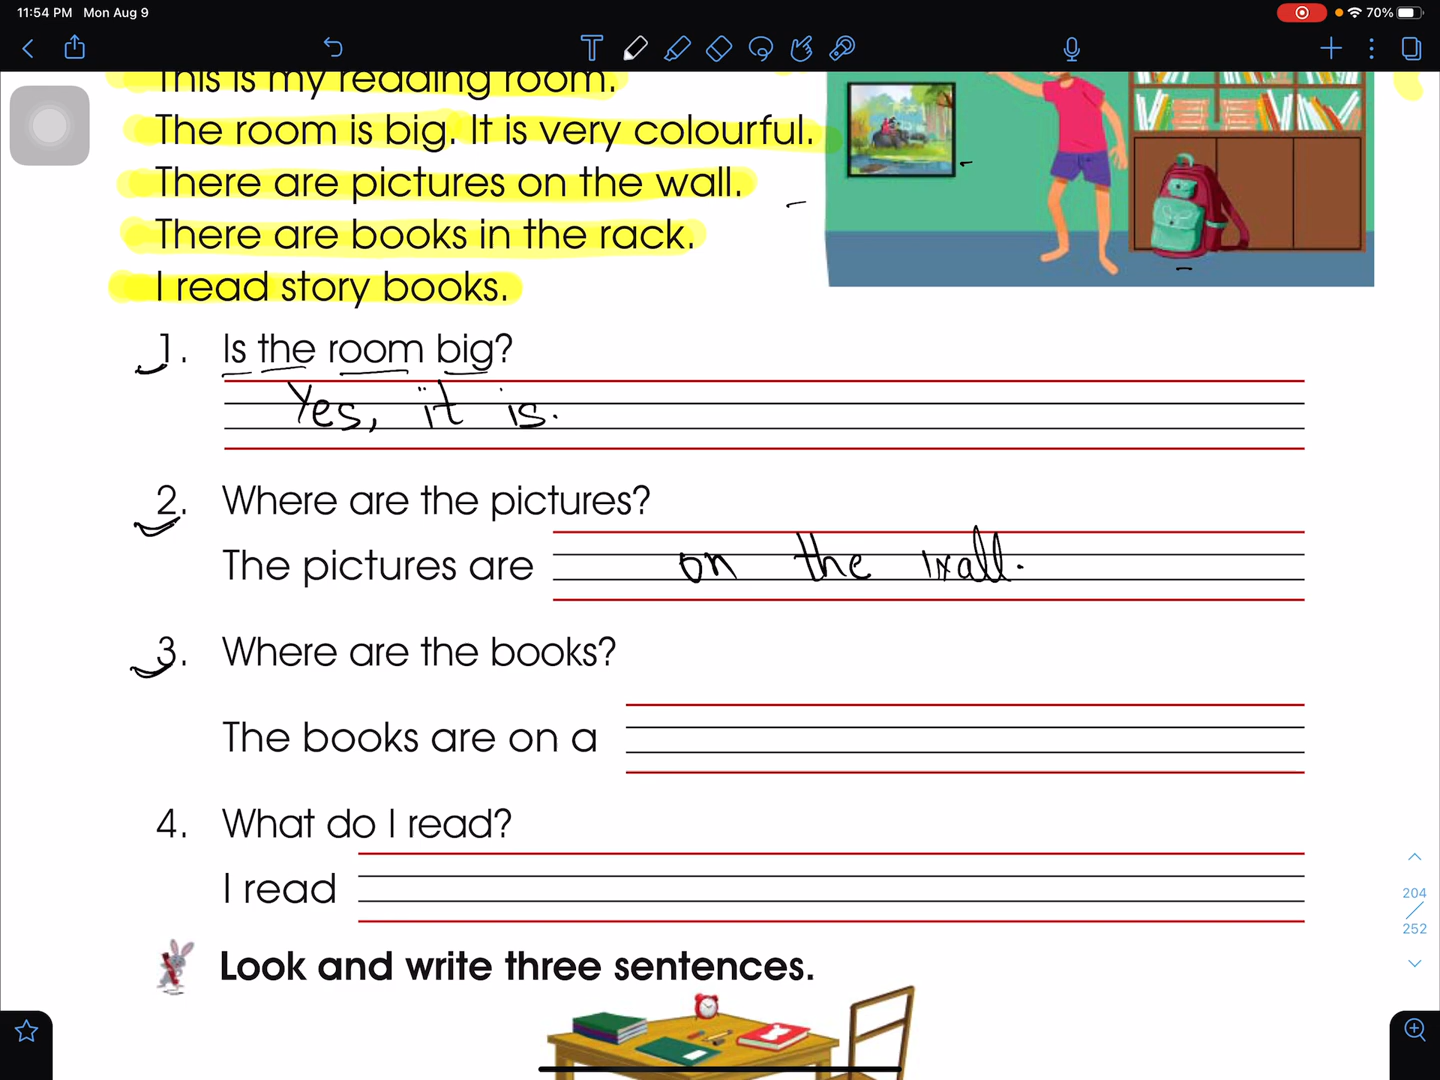 11:54 PM Mon Aug 9
70%
This is my reading room.
The room is big. It is very colourful.
There are pictures on the wall.
There are books in the rack.
I read story books.
1. Is the room big?
Yes, it is.
2. Where are the pictures?
The pictures are on the wall.
3. Where are the books?
The books are on a
4. What do I read?
I read
204
252
Look and write three sentences.